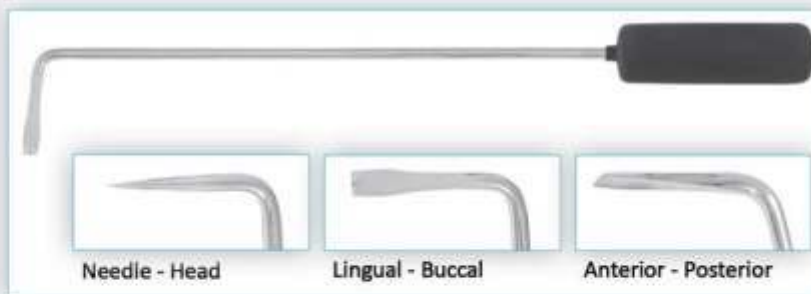 Needle - Head
Lingual - Buccal
Anterior - Posterior